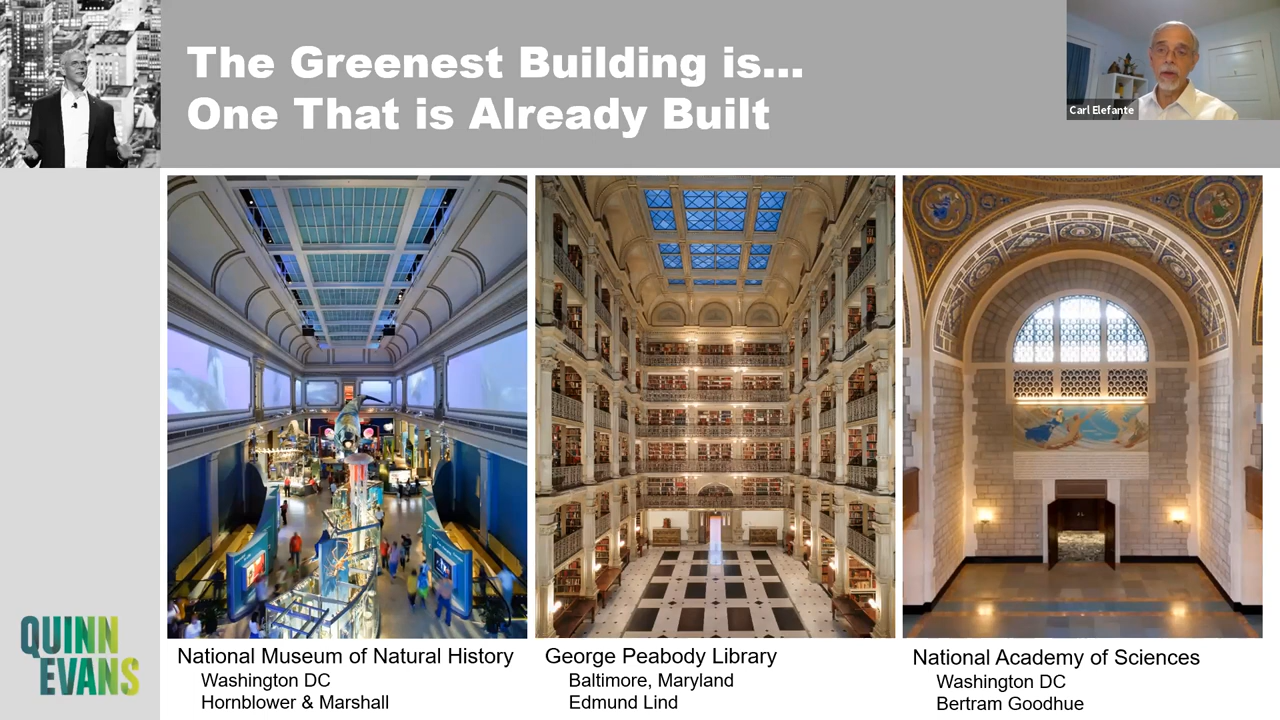 The Greenest Building is...
One That is Already Built
Carl Elefante
National Museum of Natural History
Washington DC
Hornblower & Marshall
George Peabody Library
Baltimore, Maryland
Edmund Lind
National Academy of Sciences
Washington DC
Bertram Goodhue
QUINN
EVANS